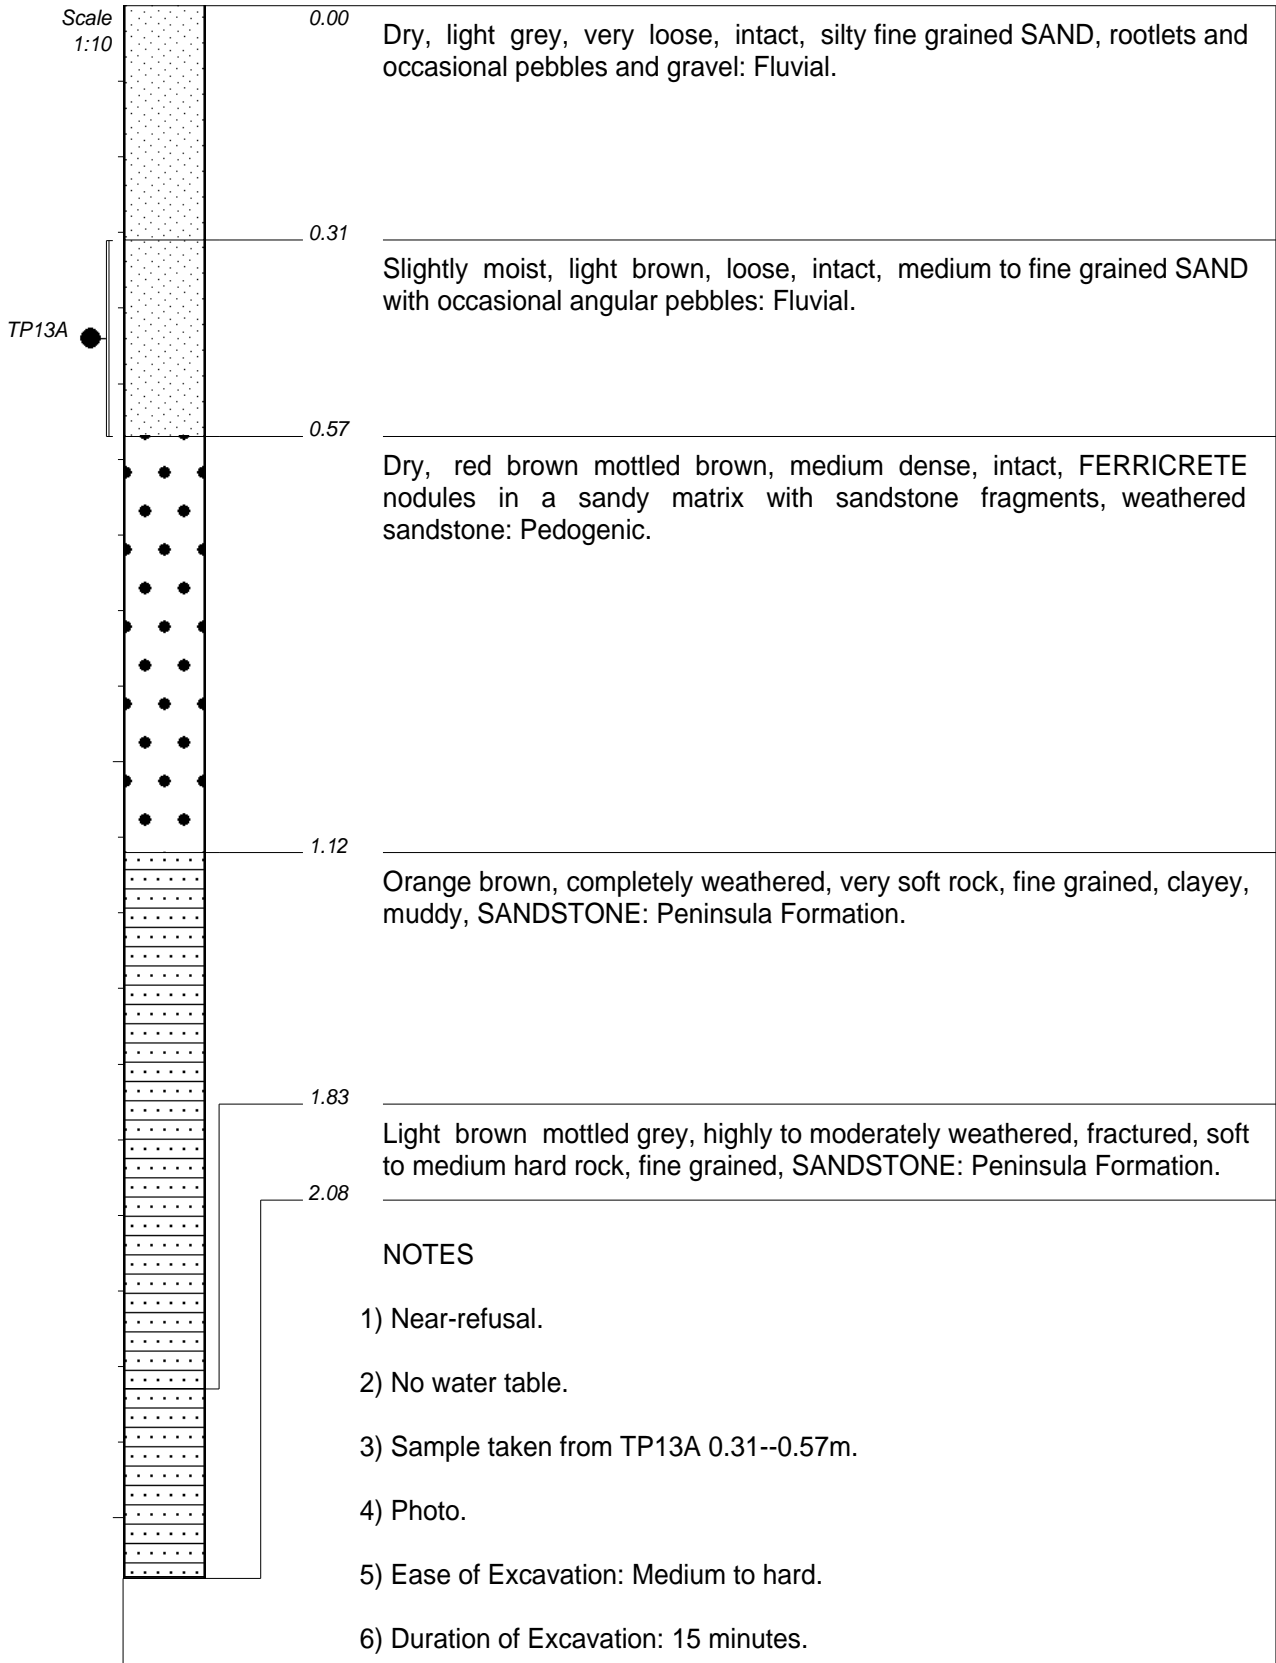 Scale
1:10
0.00
Dry, light grey, very loose, intact, silty fine grained SAND, rootlets and
occasional pebbles and gravel: Fluvial.
0.31
Slightly moist, light brown, loose, intact, medium to fine grained SAND
with occasional angular pebbles: Fluvial.
TP13A
0.57
Dry, red brown mottled brown, medium dense, intact, FERRICRETE
nodules in a sandy matrix with sandstone fragments, weathered
sandstone: Pedogenic.
1.12
Orange brown, completely weathered, very soft rock, fine grained, clayey,
muddy, SANDSTONE: Peninsula Formation.
1.83
Light brown mottled grey, highly to moderately weathered, fractured, soft
to medium hard rock, fine grained, SANDSTONE: Peninsula Formation.
2.08
NOTES
1) Near-refusal.
2) No water table.
3) Sample taken from TP13A 0.31--0.57m.
4) Photo.
5) Ease of Excavation: Medium to hard.
6) Duration of Excavation: 15 minutes.